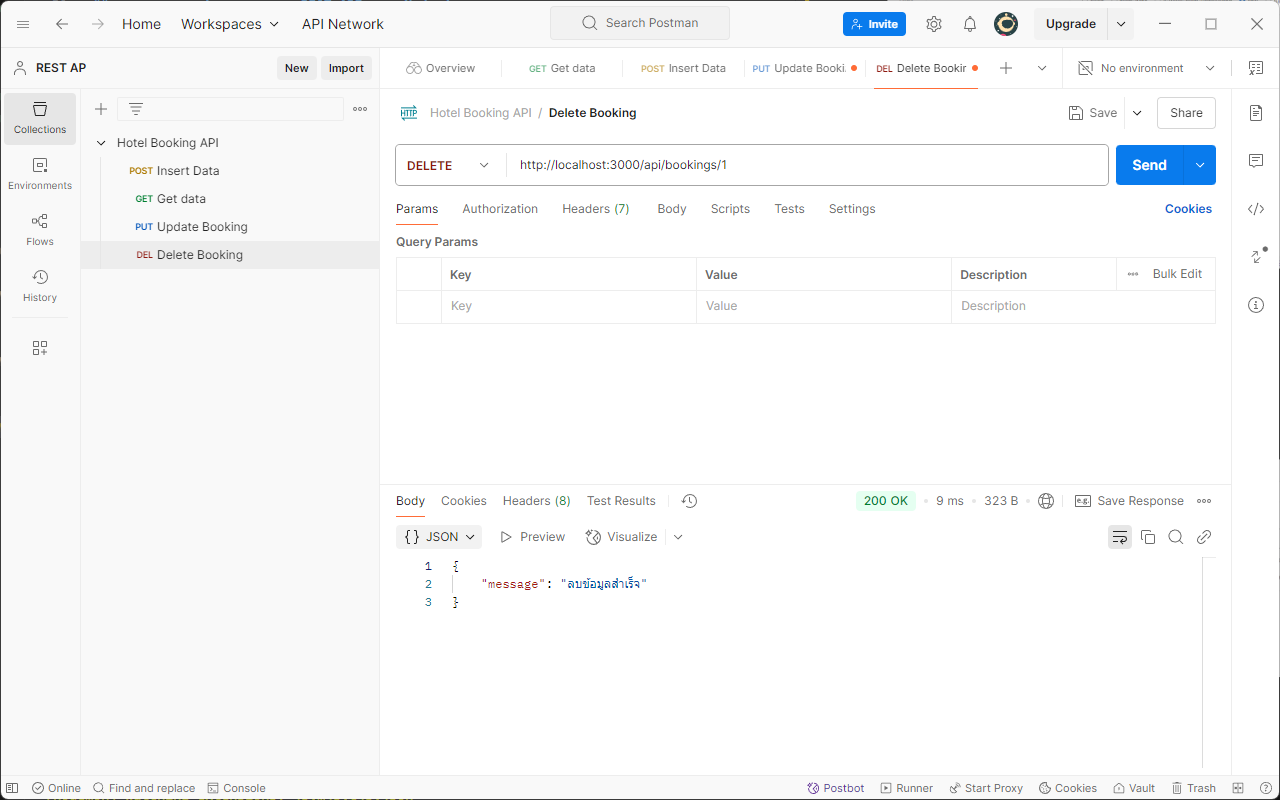 Home Workspaces API Network Search Postman Invite Upgrade
REST AP New Import Overview GET Get data POST Insert Data PUT Update Booki. DEL Delete Bookir No environment
Collections
Environments
Flows
History
Hotel Booking API
POST Insert Data
GET Get data
PUT Update Booking
DEL Delete Booking
HTTP Hotel Booking API / Delete Booking Save Share
DELETE http://localhost:3000/api/bookings/1 Send
Params Authorization Headers (7) Body Scripts Tests Settings Cookies
Query Params
Key Value Description Bulk Edit
Key Value Description
Body Cookies Headers (8) Test Results 200 OK 9 ms 323 B e.g. Save Response
{} JSON Preview Visualize
1 {
2 "message": "ลบข้อมูลสำเร็จ"
3 }
Online Find and replace Console Postbot Runner Start Proxy Cookies Vault Trash